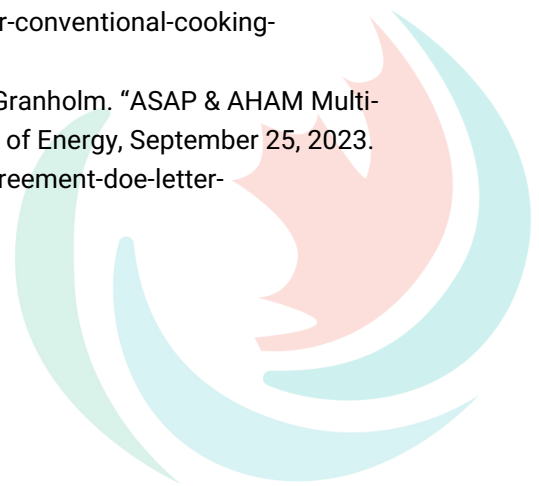 r-conventional-cooking-
Granholm. “ASAP & AHAM Multi-
of Energy, September 25, 2023.
reement-doe-letter-